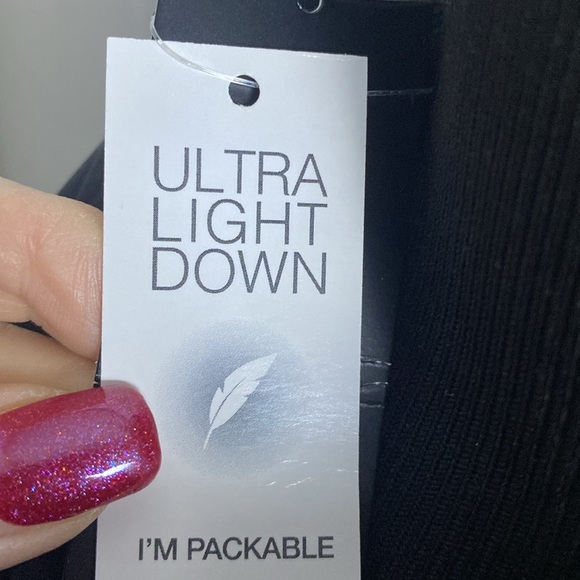 ULTRA
LIGHT
DOWN
I'M PACKABLE